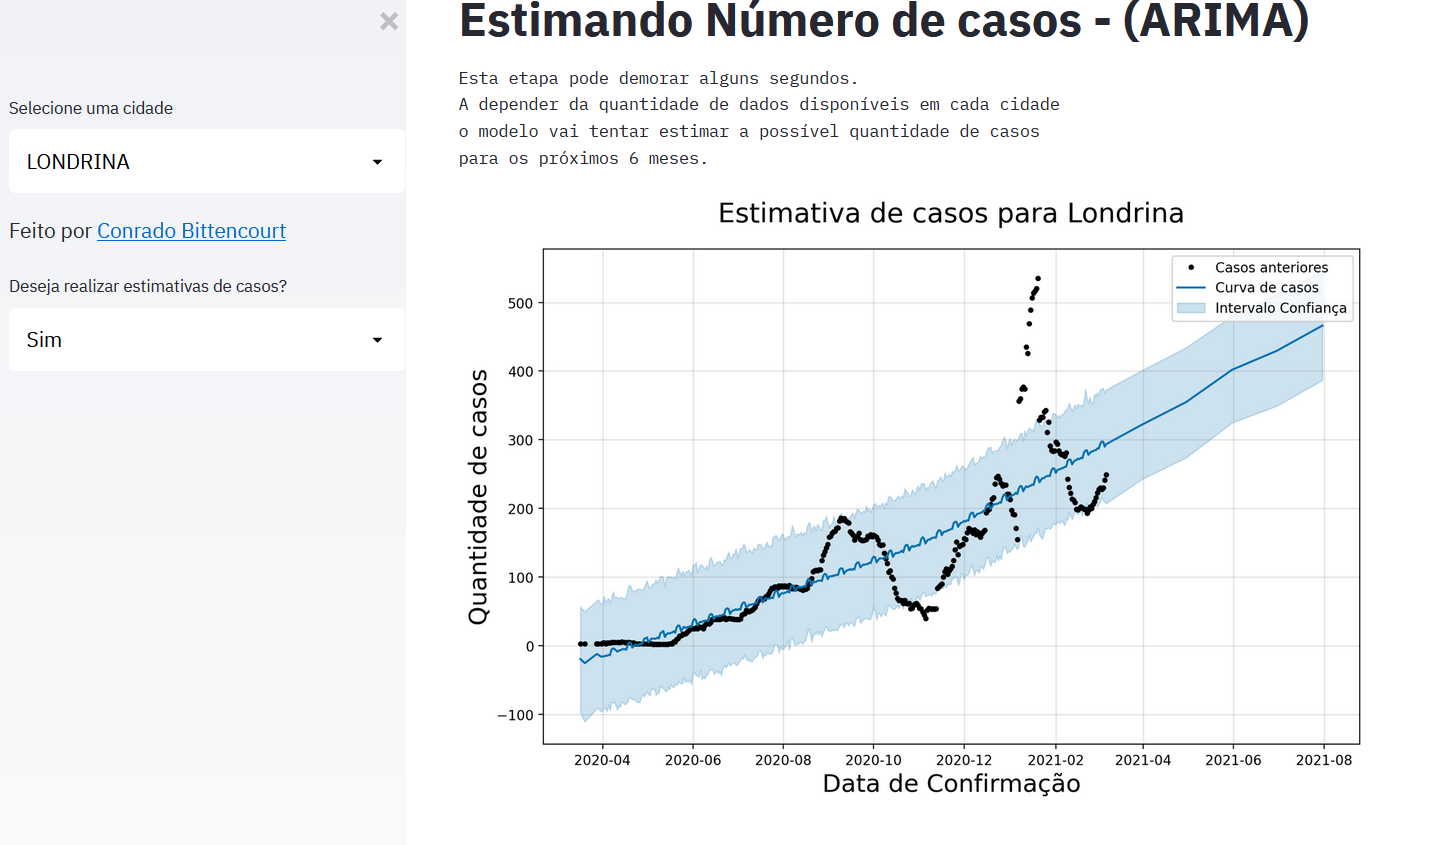 ×
Selecione uma cidade
LONDRINA
Feito por Conrado Bittencourt
Deseja realizar estimativas de casos?
Sim
Estimando Número de casos - (ARIMA)
Esta etapa pode demorar alguns segundos.
A depender da quantidade de dados disponíveis em cada cidade
o modelo vai tentar estimar a possível quantidade de casos
para os próximos 6 meses.
Estimativa de casos para Londrina
Casos anteriores
Curva de casos
Intervalo Confiança
Quantidade de casos
500
400
300
200
100
0
−100
2020-04 2020-06 2020-08 2020-10 2020-12 2021-02 2021-04 2021-06 2021-08
Data de Confirmação